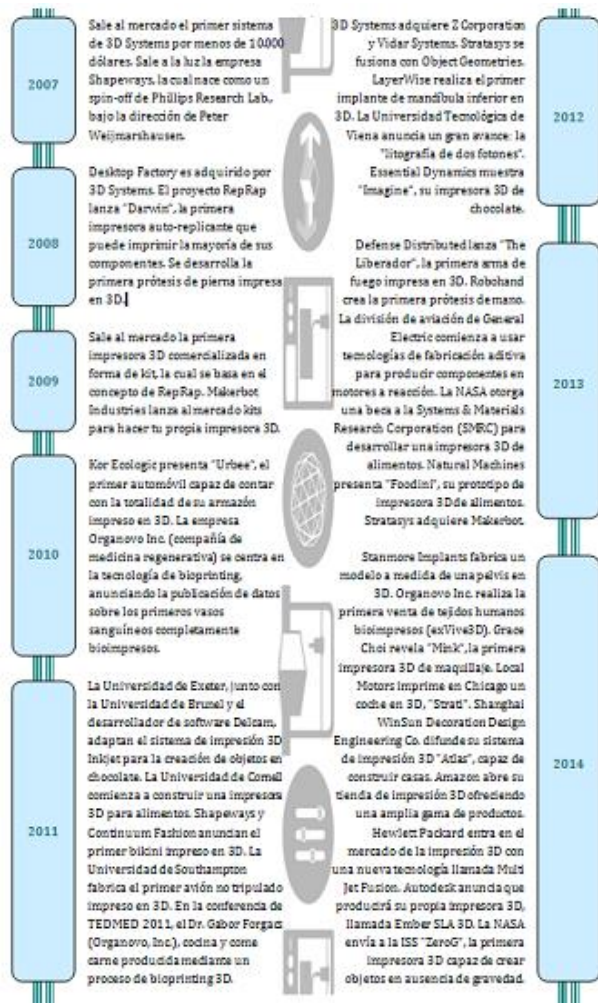 2007
Sale al mercado el primer sistema
de 3D Systems por menos de 10.000
dólares. Sale a la luz la empresa
Shapeways, la cual nace como un
spin-off de Phillips Research Lab.,
bajo la dirección de Peter
Weijmarshausen.
2008
Desktop Factory es adquirido por
3D Systems. El proyecto RepRap
lanza "Darwin", la primera
impresora auto-replicante que
puede imprimir la mayoría de sus
componentes. Se desarrolla la
primera prótesis de pierna impresa
en 3D.
2009
Sale al mercado la primera
impresora 3D comercializada en
forma de kit, la cual se basa en el
concepto de RepRap. Makerbot
Industries lanza al mercado kits
para hacer tu propia impresora 3D.
2010
Kor Ecologic presenta "Urbee", el
primer automóvil capaz de contar
con la totalidad de su armazón
impreso en 3D. La empresa
Organovo Inc. (compañía de
medicina regenerativa) se centra en
la tecnología de bioprinting,
anunciando la publicación de datos
sobre los primeros vasos
sanguíneos completamente
bioimpresos.
2011
La Universidad de Exeter, junto con
la Universidad de Brunel y el
desarrollador de software Delcam,
adaptan el sistema de impresión 3D
Inkjet para la creación de objetos en
chocolate. La Universidad de Cornell
comienza a construir una impresora
3D para alimentos. Shapeways y
Continuum Fashion anuncian el
primer bikini impreso en 3D. La
Universidad de Southampton
fabrica el primer avión no tripulado
impreso en 3D. En la conferencia de
TEDMED 2011, el Dr. Gabor Forgacs
(Organovo, Inc.), cocina y come
carne producida mediante un
proceso de bioprinting 3D.
3D Systems adquiere Z Corporation
y Vidar Systems. Stratasys se
fusiona con Object Geometries.
LayerWise realiza el primer
implante de mandíbula inferior en
3D. La Universidad Tecnológica de
Viena anuncia un gran avance: la
"litografía de dos fotones".
Essential Dynamics muestra
"Imagine", su impresora 3D de
chocolate.
2012
Defense Distributed lanza "The
Liberador", la primera arma de
fuego impresa en 3D. Robohand
crea la primera prótesis de mano.
La división de aviación de General
Electric comienza a usar
tecnologías de fabricación aditiva
para producir componentes en
motores a reacción. La NASA otorga
una beca a la Systems & Materials
Research Corporation (SMRC) para
desarrollar una impresora 3D de
alimentos. Natural Machines
presenta "Foodini", su prototipo de
impresora 3D de alimentos.
Stratasys adquiere Makerbot.
2013
Stanmore Implants fabrica un
modelo a medida de una pelvis en
3D. Organovo Inc. realiza la
primera venta de tejidos humanos
bioimpresos (exVive3D). Grace
Choi revela "Mink", la primera
impresora 3D de maquillaje. Local
Motors imprime en Chicago un
coche en 3D, "Strati". Shanghai
WinSun Decoration Design
Engineering Co. difunde su sistema
de impresión 3D "Atlas", capaz de
construir casas. Amazon abre su
tienda de impresión 3D ofreciendo
una amplia gama de productos.
Hewlett Packard entra en el
mercado de la impresión 3D con
una nueva tecnología llamada Multi
Jet Fusion. Autodesk anuncia que
producirá su propia impresora 3D,
llamada Ember SLA 3D. La NASA
envía a la ISS "ZeroG", la primera
impresora 3D capaz de crear
objetos en ausencia de gravedad.
2014